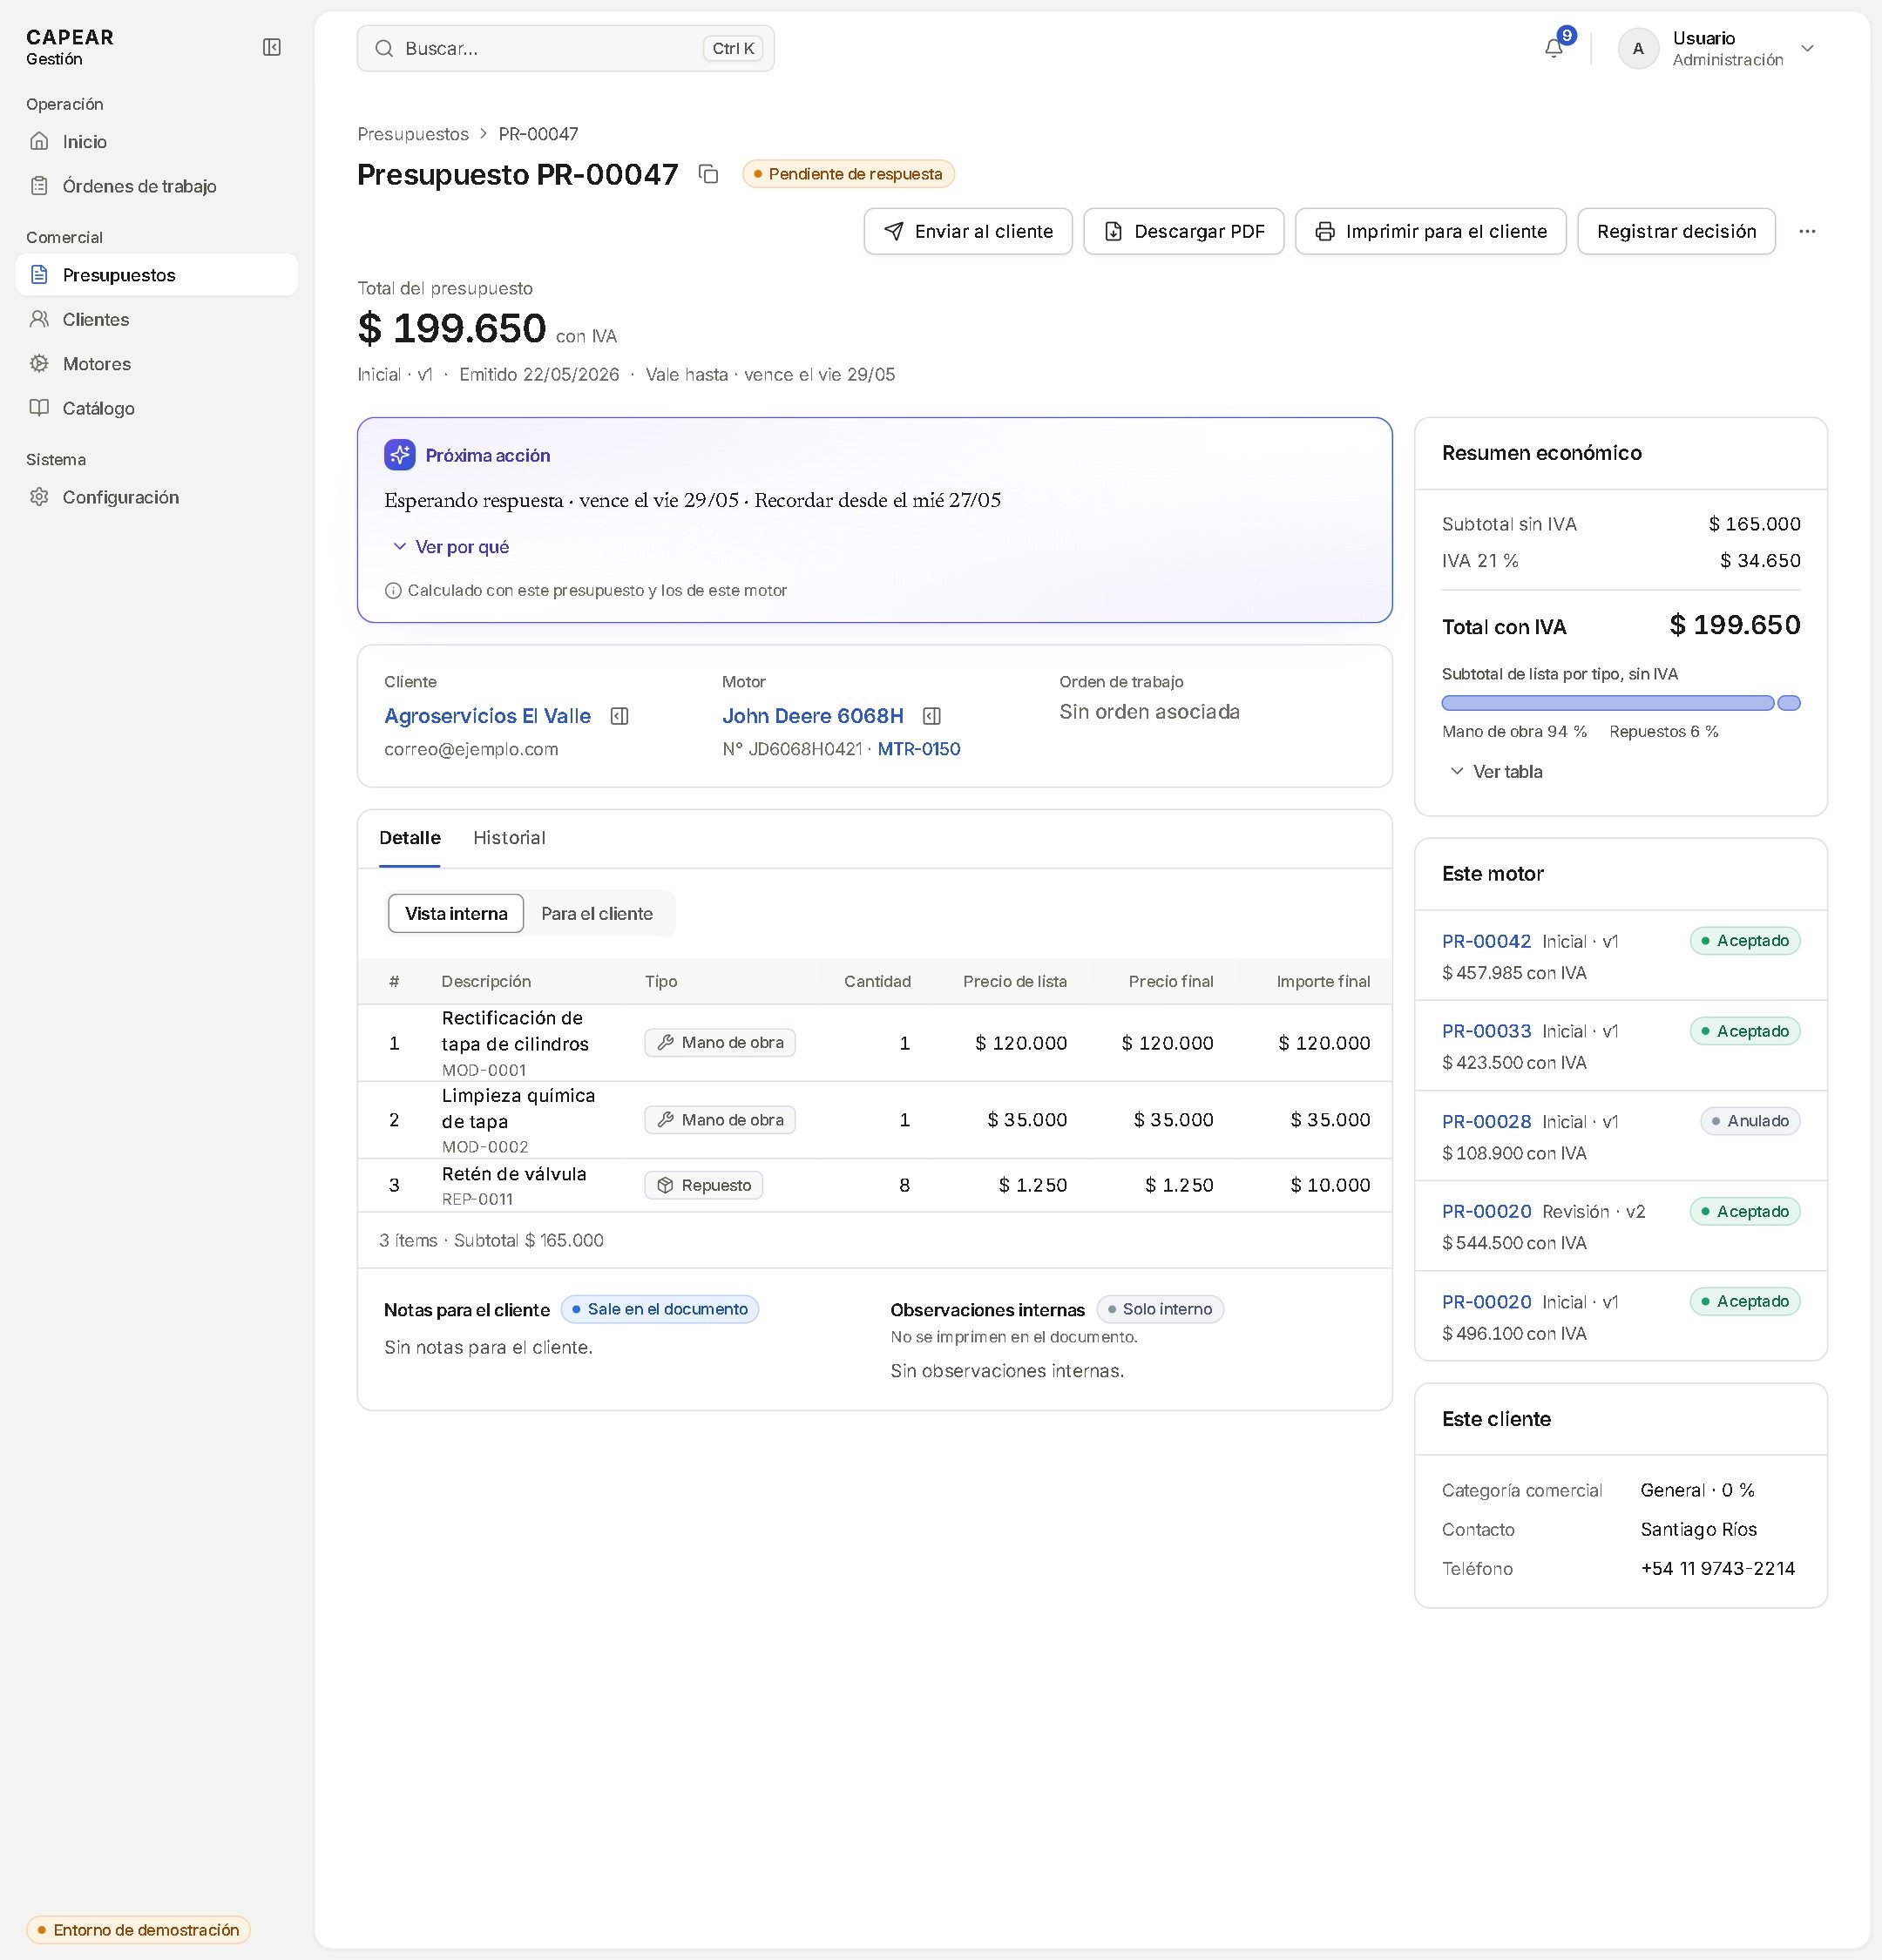 CAPEAR
Gestión
Operación
Inicio
Órdenes de trabajo
Comercial
Presupuestos
Clientes
Motores
Catálogo
Sistema
Configuración
Entorno de demostración
Buscar...
Ctrl K
9
A
Usuario
Administración
Presupuestos > PR-00047
Presupuesto PR-00047
Pendiente de respuesta
Enviar al cliente
Descargar PDF
Imprimir para el cliente
Registrar decisión
Total del presupuesto
$ 199.650 con IVA
Inicial · v1 · Emitido 22/05/2026 · Vale hasta · vence el vie 29/05
Próxima acción
Esperando respuesta · vence el vie 29/05 · Recordar desde el mié 27/05
Ver por qué
Calculado con este presupuesto y los de este motor
Cliente
Agroservicios El Valle
correo@ejemplo.com
Motor
John Deere 6068H
N° JD6068H0421 · MTR-0150
Orden de trabajo
Sin orden asociada
Detalle
Historial
Vista interna
Para el cliente
# Descripción Tipo Cantidad Precio de lista Precio final Importe final
1 Rectificación de tapa de cilindros MOD-0001 Mano de obra 1 $ 120.000 $ 120.000 $ 120.000
2 Limpieza química de tapa MOD-0002 Mano de obra 1 $ 35.000 $ 35.000 $ 35.000
3 Retén de válvula REP-0011 Repuesto 8 $ 1.250 $ 1.250 $ 10.000
3 ítems · Subtotal $ 165.000
Notas para el cliente
Sale en el documento
Sin notas para el cliente.
Observaciones internas
Solo interno
No se imprimen en el documento.
Sin observaciones internas.
Resumen económico
Subtotal sin IVA $ 165.000
IVA 21 % $ 34.650
Total con IVA $ 199.650
Subtotal de lista por tipo, sin IVA
Mano de obra 94 % Repuestos 6 %
Ver tabla
Este motor
PR-00042 Inicial · v1 Aceptado
$ 457.985 con IVA
PR-00033 Inicial · v1 Aceptado
$ 423.500 con IVA
PR-00028 Inicial · v1 Anulado
$ 108.900 con IVA
PR-00020 Revisión · v2 Aceptado
$ 544.500 con IVA
PR-00020 Inicial · v1 Aceptado
$ 496.100 con IVA
Este cliente
Categoría comercial General · 0 %
Contacto Santiago Ríos
Teléfono +54 11 9743-2214